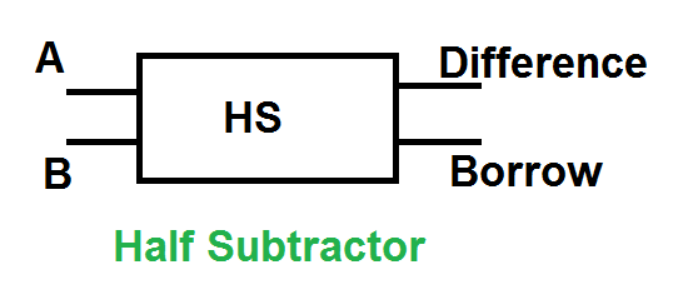 A
Difference
HS
B
Borrow
Half Subtractor